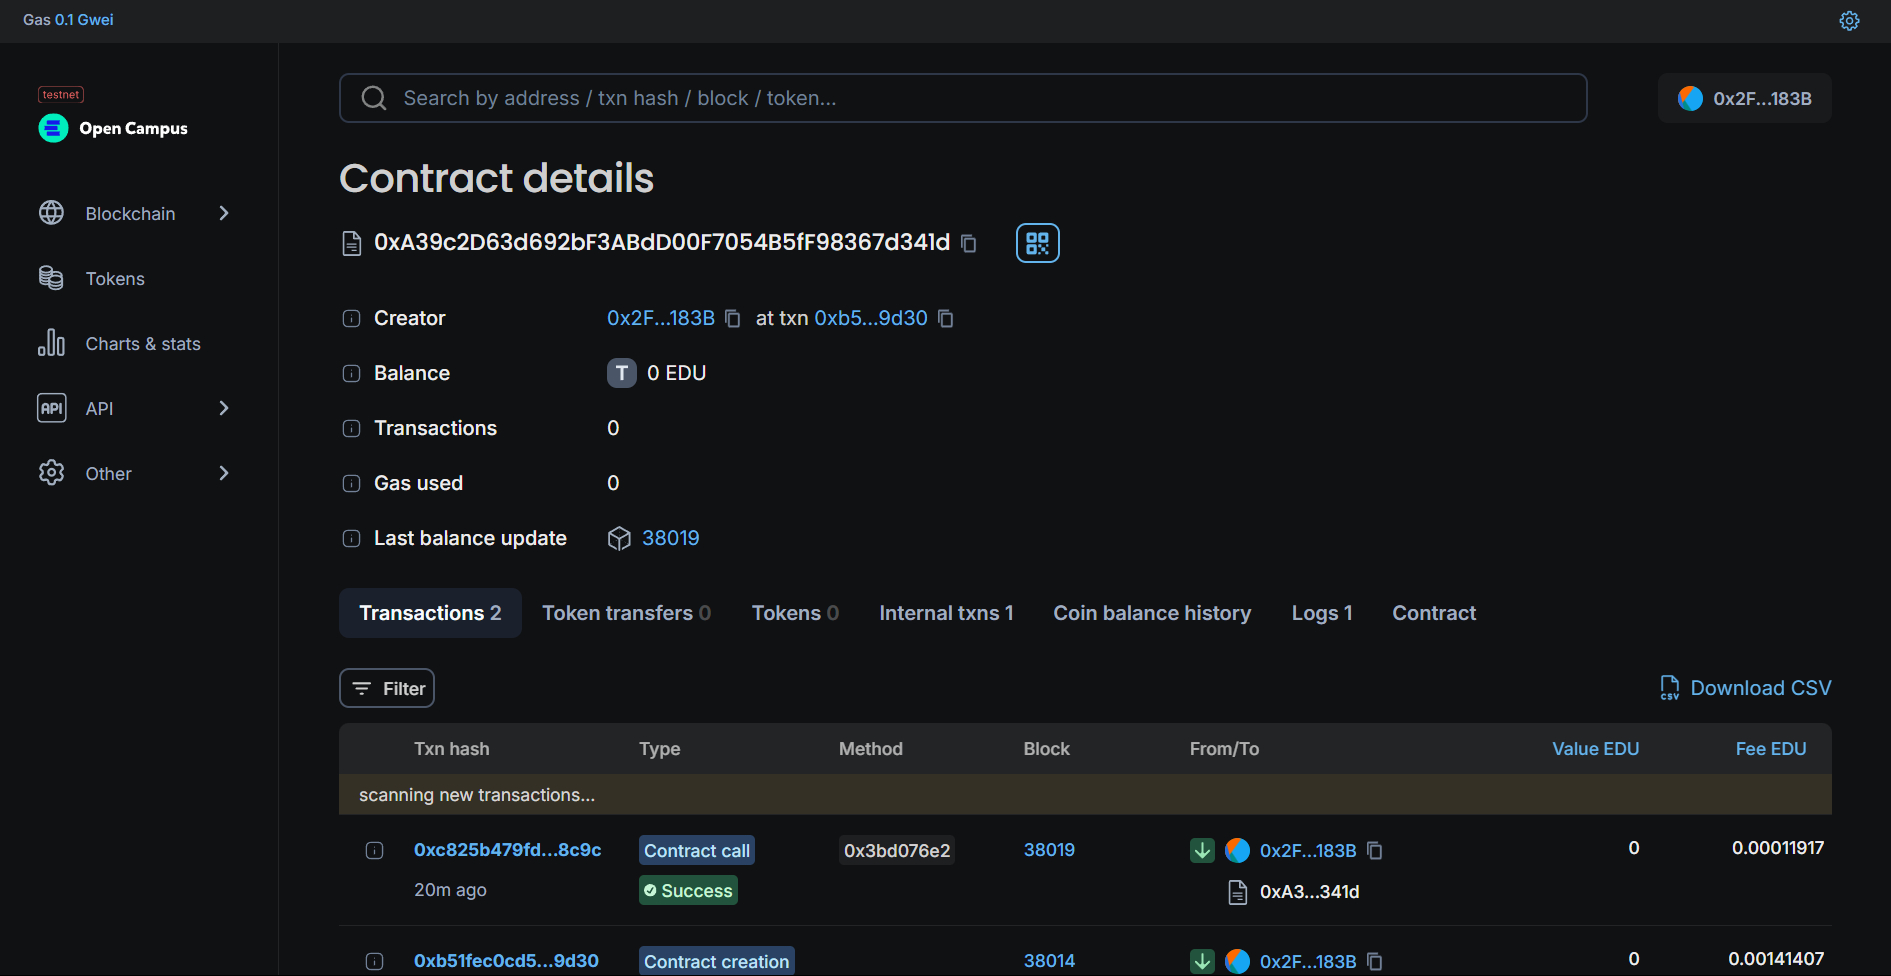 Gas 0.1 Gwei
testnet
Open Campus
Blockchain
Tokens
Charts & stats
API API
Other
Search by address / txn hash / block / token...
0x2F...183B
Contract details
0xA39c2D63d692bF3ABdD00F7054B5fF98367d341d
Creator 0x2F...183B at txn 0xb5...9d30
Balance T 0 EDU
Transactions 0
Gas used 0
Last balance update 38019
Transactions 2 Token transfers 0 Tokens 0 Internal txns 1 Coin balance history Logs 1 Contract
Filter
CSV Download CSV
Txn hash Type Method Block From/To Value EDU Fee EDU
scanning new transactions...
0xc825b479fd...8c9c Contract call 0x3bd076e2 38019 0x2F...183B 0 0.00011917
20m ago Success 0xA3...341d
0xb51fec0cd5...9d30 Contract creation 38014 0x2F...183B 0 0.00141407